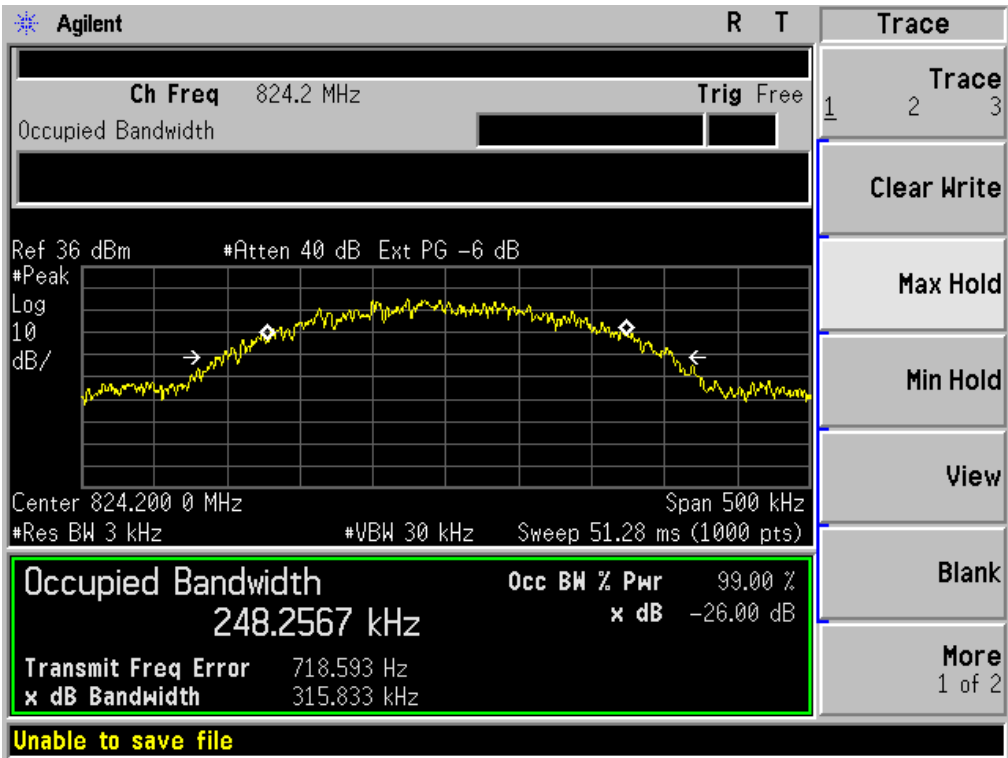 Agilent R T
Ch Freq 824.2 MHz Trig Free
Occupied Bandwidth
Ref 36 dBm #Atten 40 dB Ext PG -6 dB
#Peak
Log
10
dB/
Center 824.200 0 MHz Span 500 kHz
#Res BW 3 kHz #VBW 30 kHz Sweep 51.28 ms (1000 pts)
Occupied Bandwidth
248.2567 kHz
Occ BW % Pwr 99.00 %
x dB -26.00 dB
Transmit Freq Error 718.593 Hz
x dB Bandwidth 315.833 kHz
Unable to save file
Trace
Trace
1 2 3
Clear Write
Max Hold
Min Hold
View
Blank
More
1 of 2